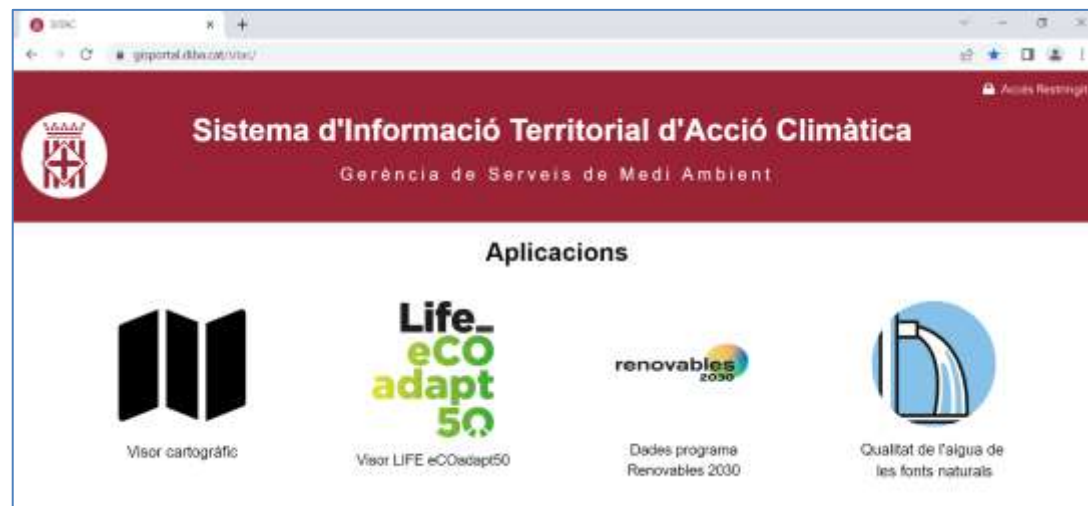 SITAC
gisportal.diba.cat/sitac/
Accés Restringit
Sistema d'Informació Territorial d'Acció Climàtica
Gerència de Serveis de Medi Ambient
Aplicacions
Life_
eCO
adapt
50
renovables
2030
Visor cartogràfic
Visor LIFE eCOadapt50
Dades programa
Renovables 2030
Qualitat de l'aigua de
les fonts naturals